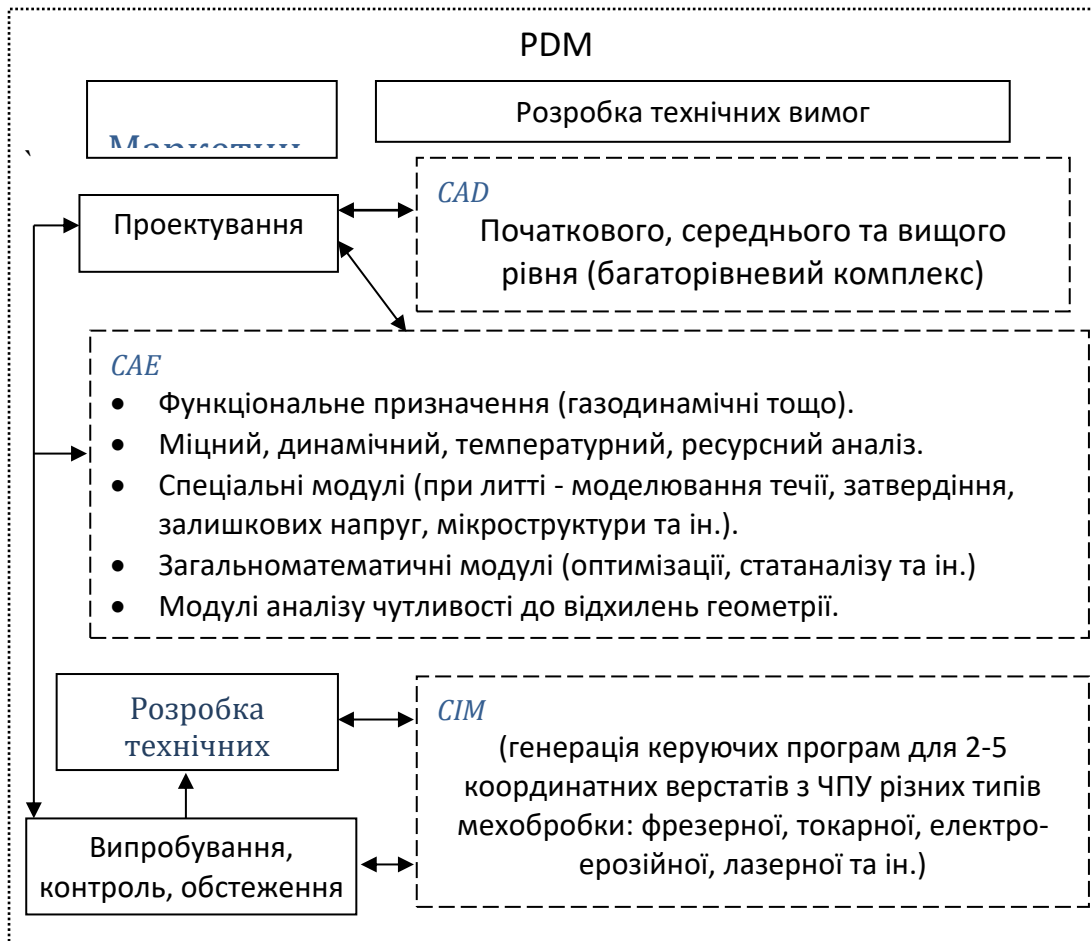 PDM
Розробка технічних вимог
`
CAD
Проектування
Початкового, середнього та вищого
рівня (багаторівневий комплекс)
CAE
• Функціональне призначення (газодинамічні тощо).
• Міцний, динамічний, температурний, ресурсний аналіз.
• Спеціальні модулі (при литті - моделювання течії, затвердіння,
залишкових напруг, мікроструктури та ін.).
• Загальноматематичні модулі (оптимізації, статаналізу та ін.)
• Модулі аналізу чутливості до відхилень геометрії.
Розробка
технічних
CIM
(генерація керуючих програм для 2-5
координатних верстатів з ЧПУ різних типів
мехобробки: фрезерної, токарної, електро-
ерозійної, лазерної та ін.)
Випробування,
контроль, обстеження